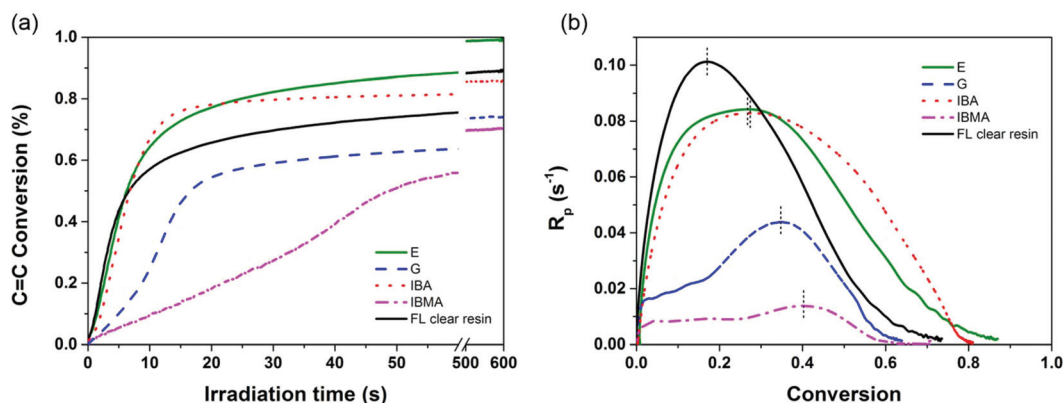 (a)
1.0
0.8
0.6
0.4
0.2
0.0
C=C Conversion (%)
E
G
IBA
IBMA
FL clear resin
0 10 20 30 40 50 600
Irradiation time (s)
(b)
0.10
0.08
0.06
0.04
0.02
0.00
Rp (s-1)
E
G
IBA
IBMA
FL clear resin
0.0 0.2 0.4 0.6 0.8 1.0
Conversion